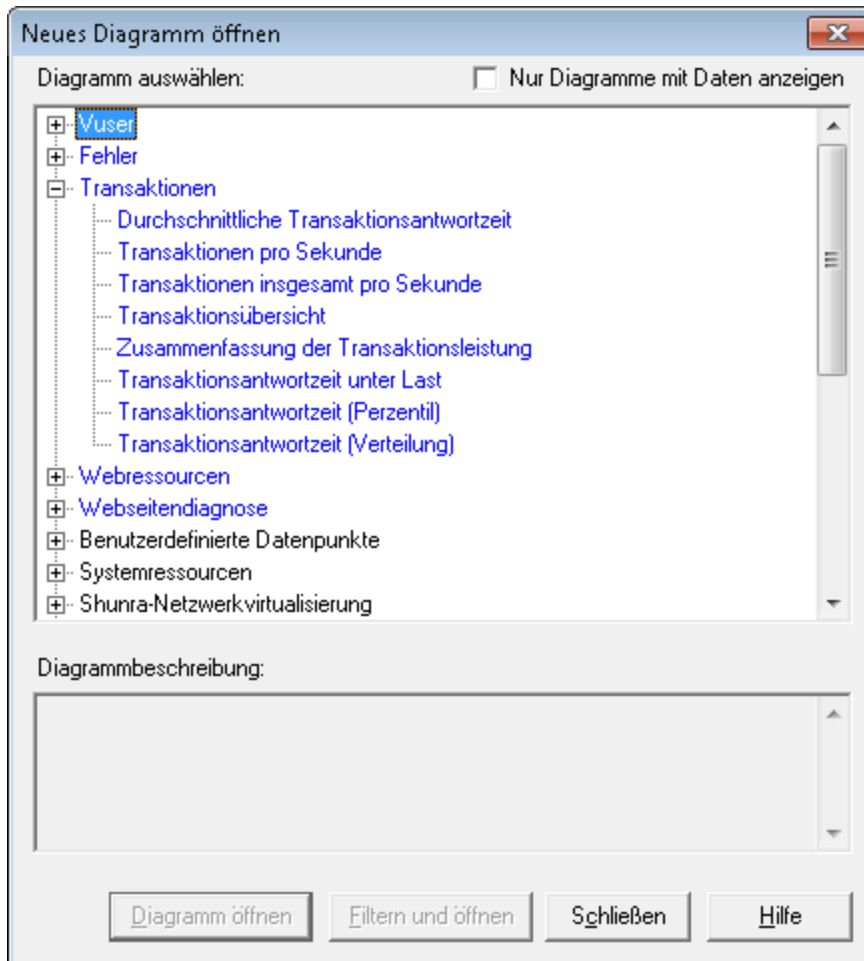 Neues Diagramm öffnen
Diagramm auswählen: Nur Diagramme mit Daten anzeigen
Vuser
Fehler
Transaktionen
Durchschnittliche Transaktionsantwortzeit
Transaktionen pro Sekunde
Transaktionen insgesamt pro Sekunde
Transaktionsübersicht
Zusammenfassung der Transaktionsleistung
Transaktionsantwortzeit unter Last
Transaktionsantwortzeit (Perzentil)
Transaktionsantwortzeit (Verteilung)
Webressourcen
Webseitendiagnose
Benutzerdefinierte Datenpunkte
Systemressourcen
Shunra-Netzwerkvirtualisierung
Diagrammbeschreibung:
Diagramm öffnen Filtern und öffnen Schließen Hilfe